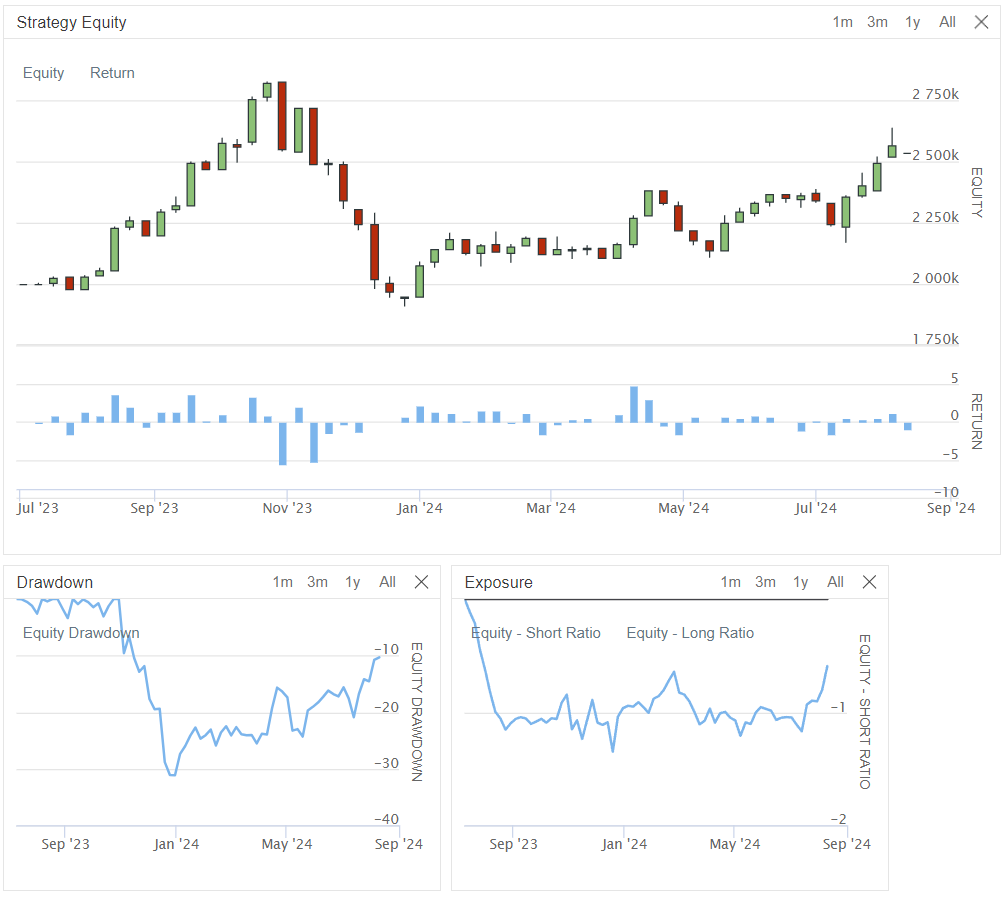 Strategy Equity 1m 3m 1y All
Equity Return
2 750k
2 500k
2 250k
2 000k
1 750k
EQUITY
5
0
−5
−10
RETURN
Jul '23 Sep '23 Nov '23 Jan '24 Mar '24 May '24 Jul '24 Sep '24
Drawdown 1m 3m 1y All
Equity Drawdown
−10
−20
−30
−40
EQUITY DRAWDOWN
Sep '23 Jan '24 May '24 Sep '24
Exposure 1m 3m 1y All
Equity - Short Ratio Equity - Long Ratio
−1
−2
EQUITY - SHORT RATIO
Sep '23 Jan '24 May '24 Sep '24